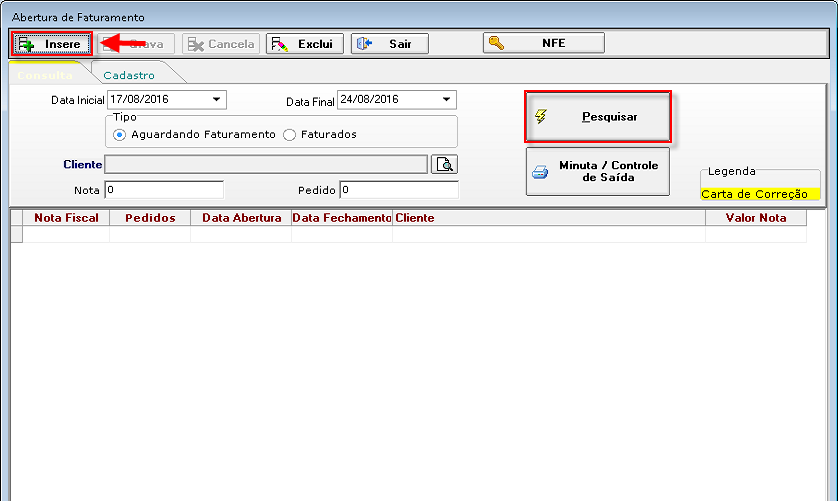 Abertura de Faturamento
Insere Grava Cancela Exclui Sair NFE
Consulta Cadastro
Data Inicial 17/08/2016 Data Final 24/08/2016
Tipo
Aguardando Faturamento Faturados
Pesquisar
Cliente
Minuta / Controle
de Saída
Nota 0 Pedido 0
Legenda
Carta de Correção
Nota Fiscal Pedidos Data Abertura Data Fechamento Cliente Valor Nota